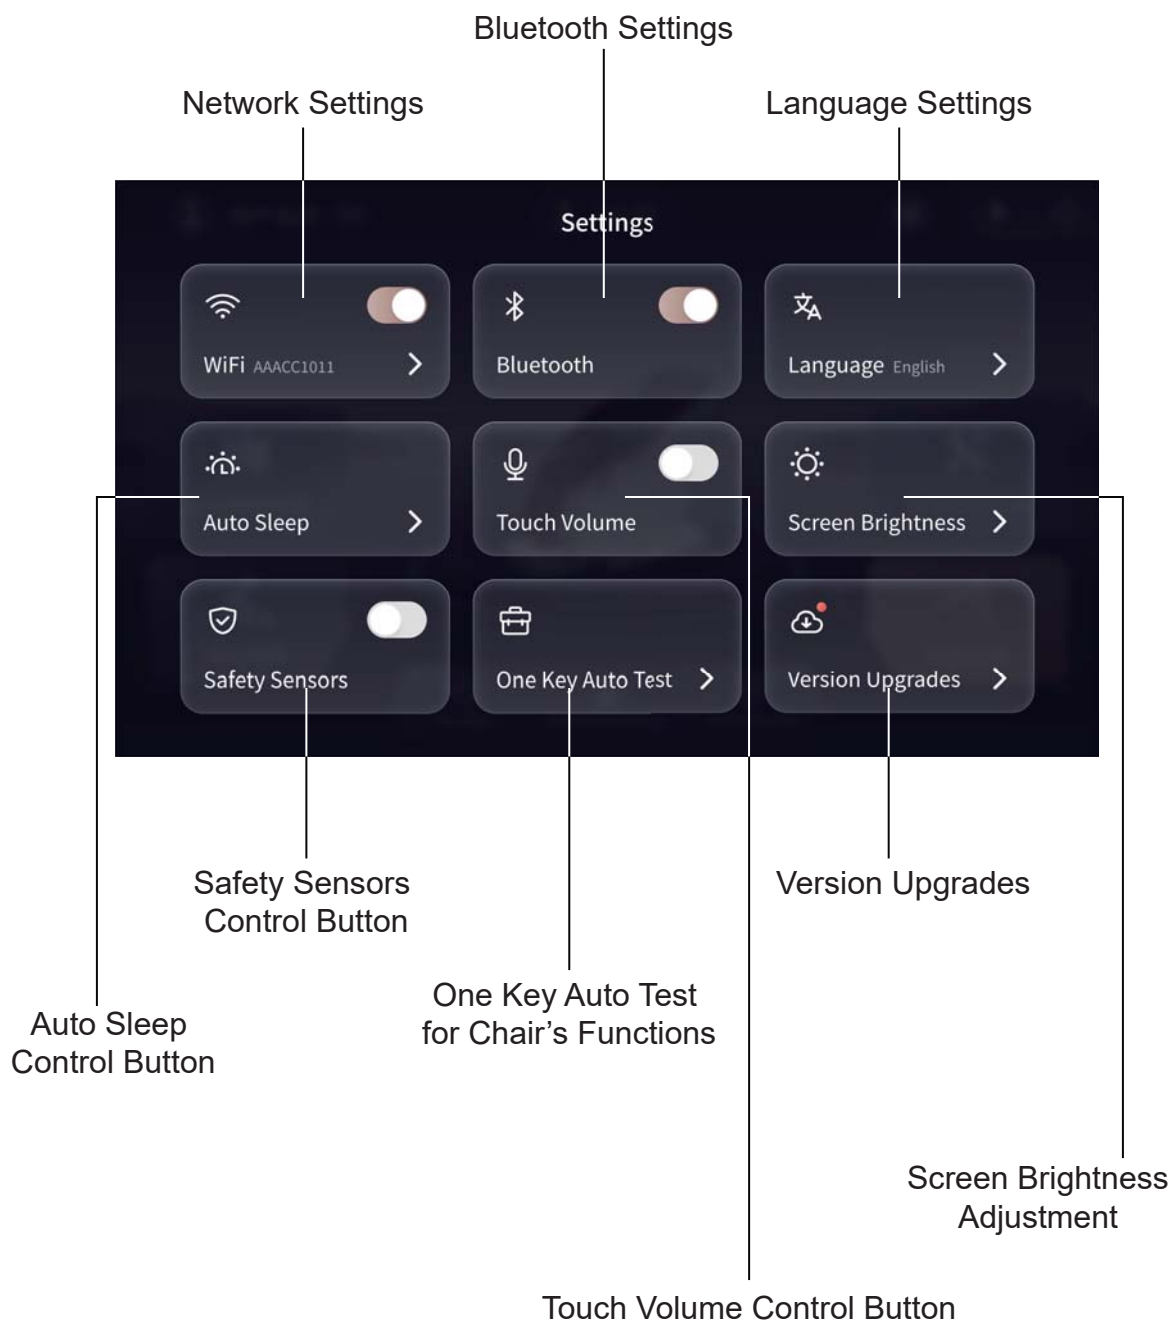 Bluetooth Settings
Network Settings
Language Settings
Settings
WiFi AAACC1011
Bluetooth
Language English
Auto Sleep
Touch Volume
Screen Brightness
Safety Sensors
One Key Auto Test
Version Upgrades
Safety Sensors
Control Button
Version Upgrades
One Key Auto Test
for Chair’s Functions
Auto Sleep
Control Button
Screen Brightness
Adjustment
Touch Volume Control Button